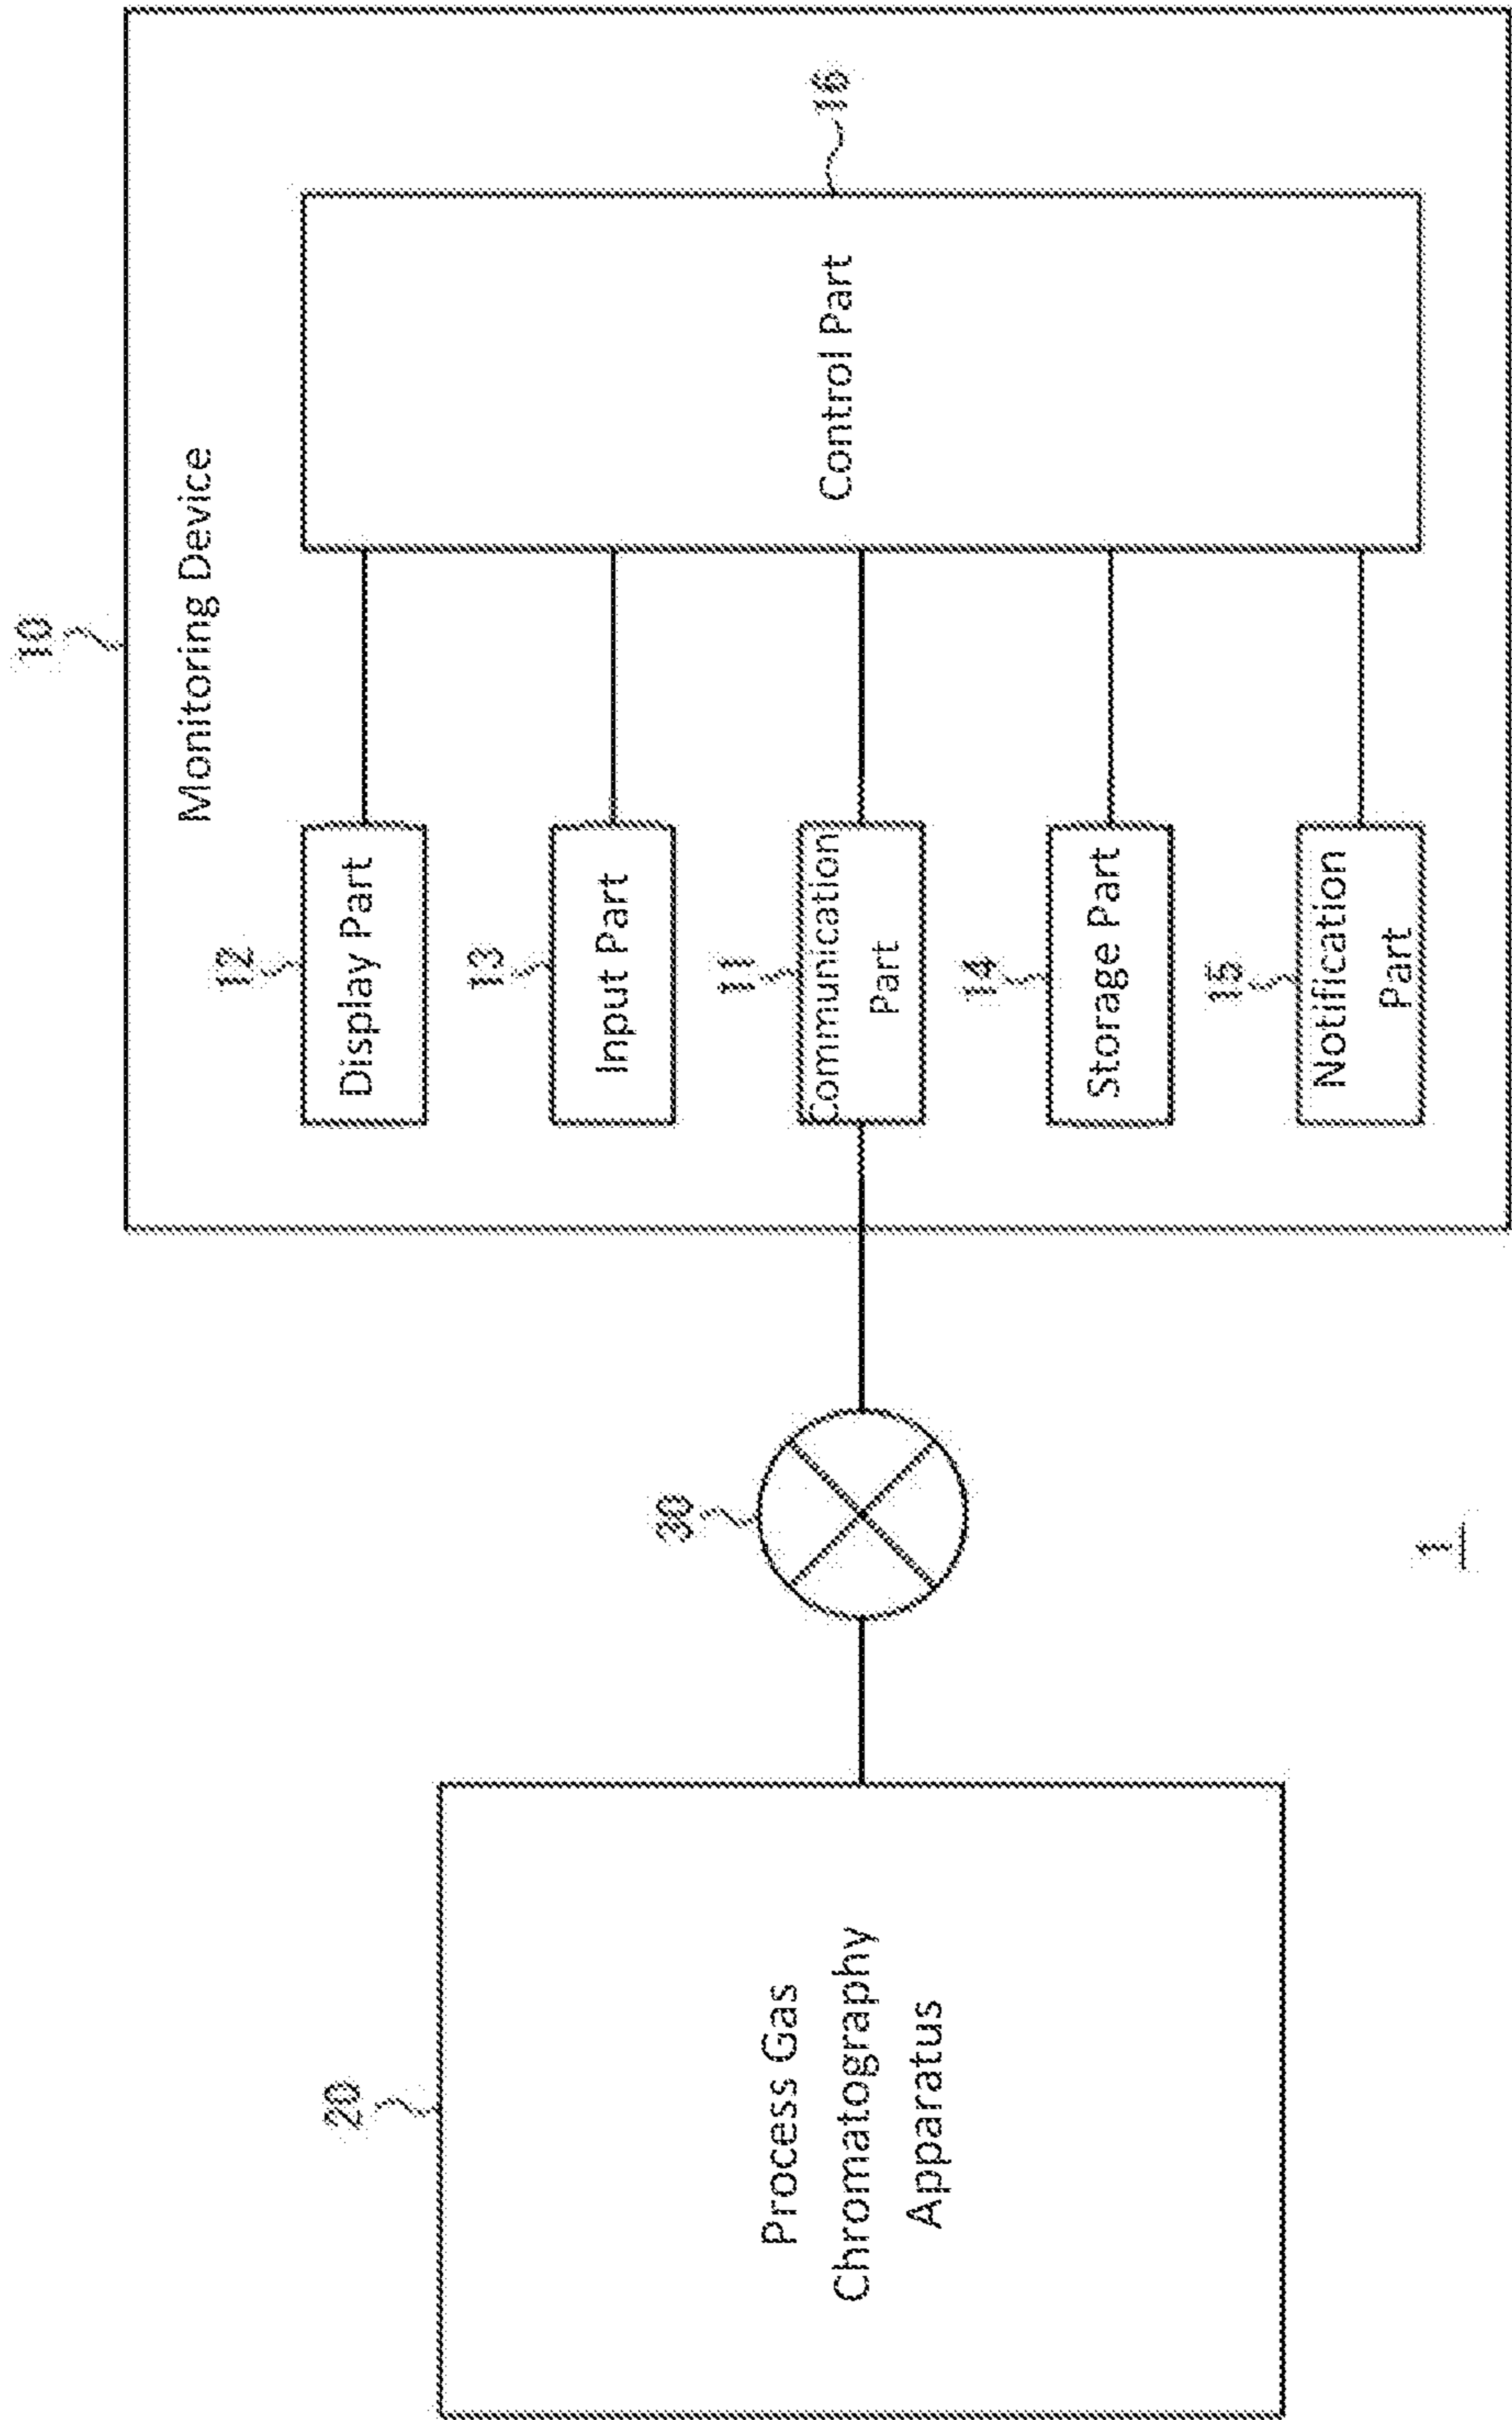 10
Monitoring Device
20
Process Gas
Chromatography
Apparatus
30
12
Display Part
13
Input Part
11
Communication
Part
14
Storage Part
15
Notification
Part
Control Part
16
1